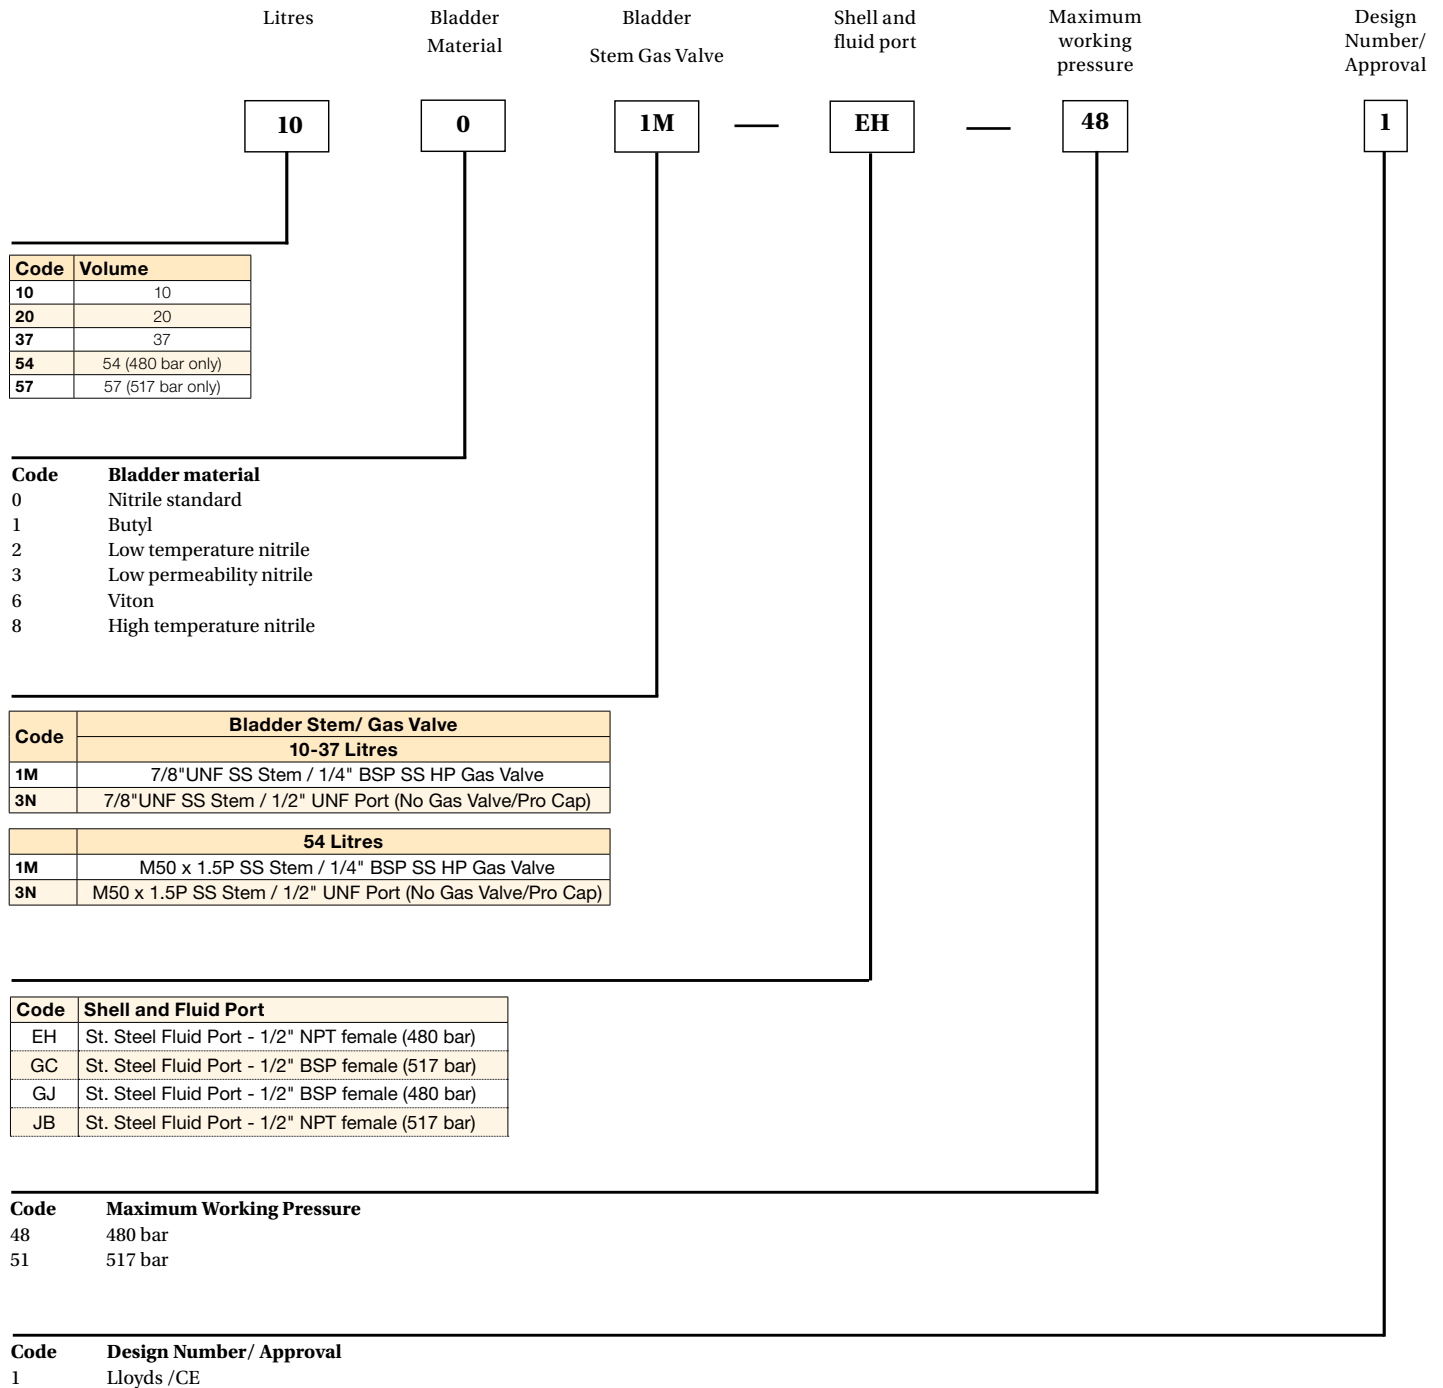 Litres Bladder Bladder Shell and Maximum Design
Material Stem Gas Valve fluid port working Number/
pressure Approval
10 0 1M — EH — 48 1
Code Volume
10 10
20 20
37 37
54 54 (480 bar only)
57 57 (517 bar only)
Code Bladder material
0 Nitrile standard
1 Butyl
2 Low temperature nitrile
3 Low permeability nitrile
6 Viton
8 High temperature nitrile
Code Bladder Stem/ Gas Valve
10-37 Litres
1M 7/8"UNF SS Stem / 1/4" BSP SS HP Gas Valve
3N 7/8"UNF SS Stem / 1/2" UNF Port (No Gas Valve/Pro Cap)
54 Litres
1M M50 x 1.5P SS Stem / 1/4" BSP SS HP Gas Valve
3N M50 x 1.5P SS Stem / 1/2" UNF Port (No Gas Valve/Pro Cap)
Code Shell and Fluid Port
EH St. Steel Fluid Port - 1/2" NPT female (480 bar)
GC St. Steel Fluid Port - 1/2" BSP female (517 bar)
GJ St. Steel Fluid Port - 1/2" BSP female (480 bar)
JB St. Steel Fluid Port - 1/2" NPT female (517 bar)
Code Maximum Working Pressure
48 480 bar
51 517 bar
Code Design Number/ Approval
1 Lloyds /CE